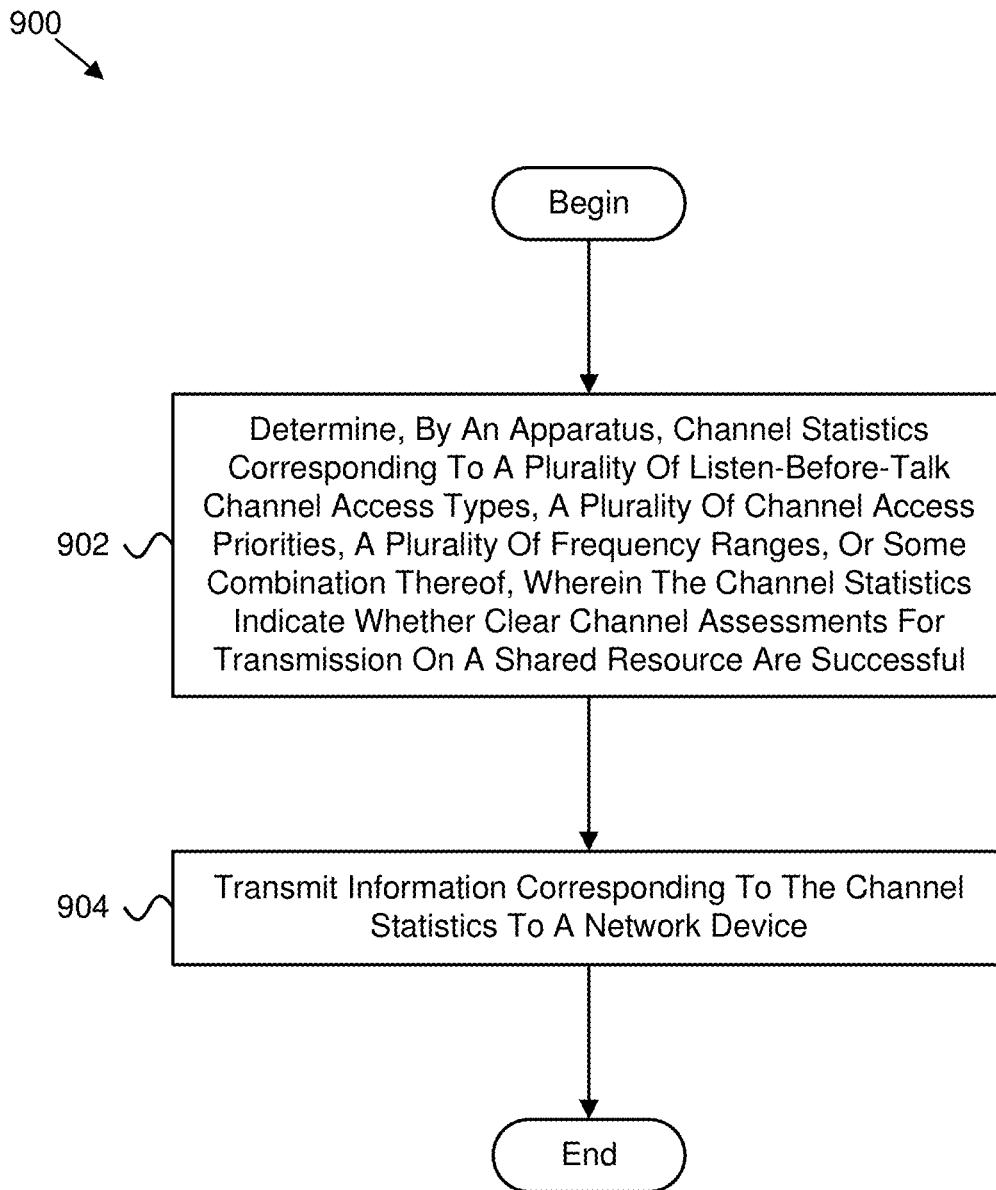 900
Begin
Determine, By An Apparatus, Channel Statistics
Corresponding To A Plurality Of Listen-Before-Talk
Channel Access Types, A Plurality Of Channel Access
Priorities, A Plurality Of Frequency Ranges, Or Some
Combination Thereof, Wherein The Channel Statistics
Indicate Whether Clear Channel Assessments For
Transmission On A Shared Resource Are Successful
902
Transmit Information Corresponding To The Channel
Statistics To A Network Device
904
End